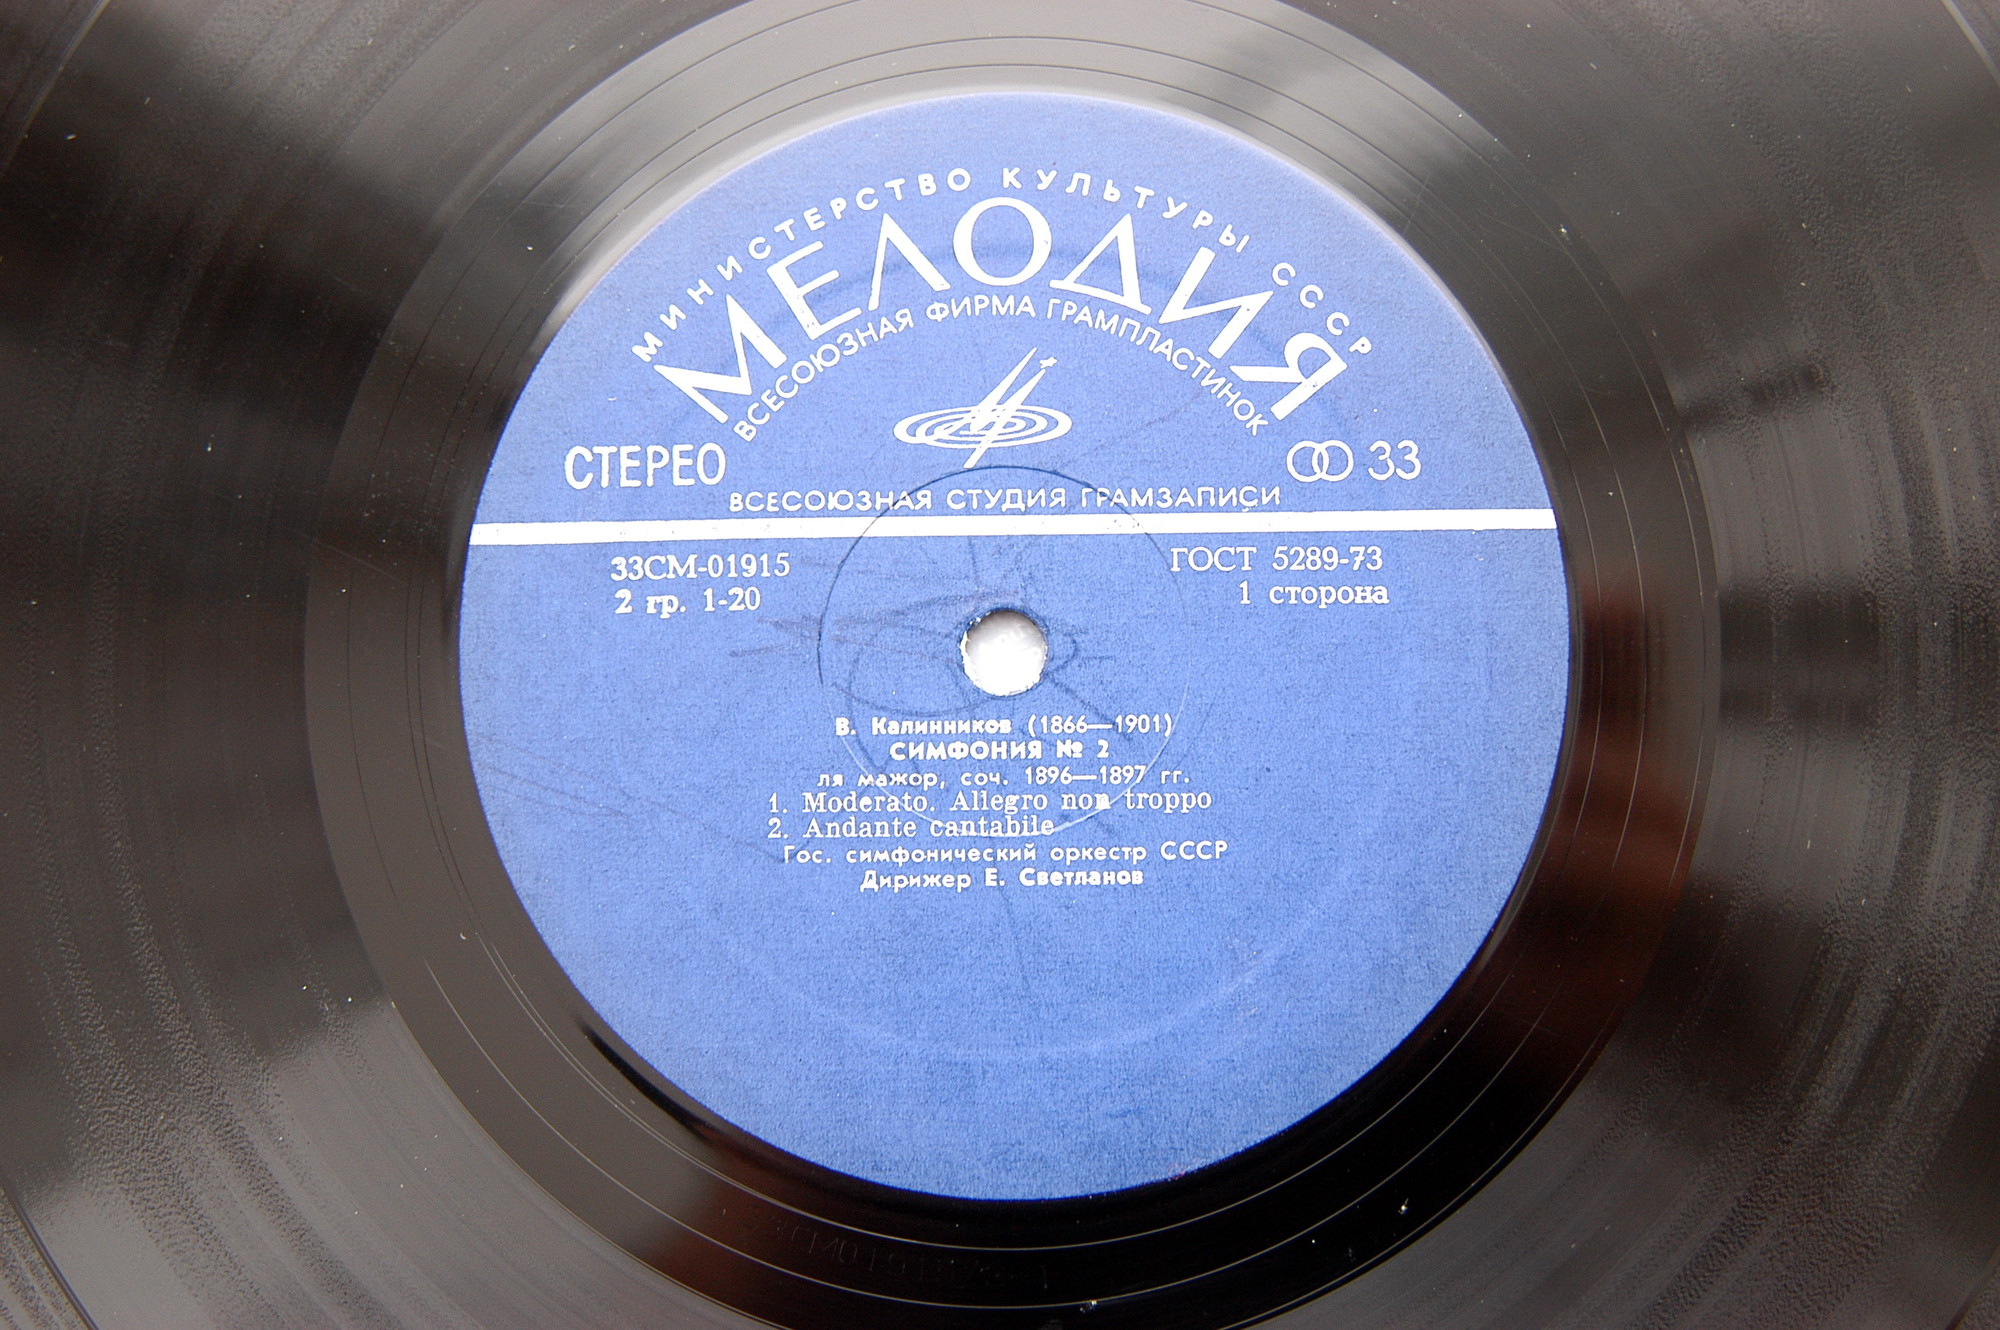 МИНИСТЕРСТВО КУЛЬТУРЫ СССР
МЕЛОДИЯ
ВСЕСОЮЗНАЯ ФИРМА ГРАМПЛАСТИНОК
СТЕРЕО
33
ВСЕСОЮЗНАЯ СТУДИЯ ГРАМЗАПИСИ
33СМ-01915
ГОСТ 5289-73
2 гр. 1-20
1 сторона
В. Калинников (1866—1901)
СИМФОНИЯ № 2
ля мажор, соч. 1896—1897 гг.
1. Moderato. Allegro non troppo
2. Andante cantabile
Гос. симфонический оркестр СССР
Дирижер Е. Светланов